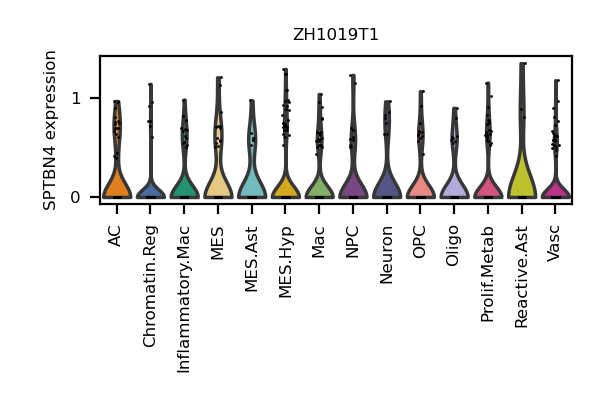 ZH1019T1
SPTBN4 expression
1
0
AC
Chromatin.Reg
Inflammatory.Mac
MES
MES.Ast
MES.Hyp
Mac
NPC
Neuron
OPC
Oligo
Prolif.Metab
Reactive.Ast
Vasc